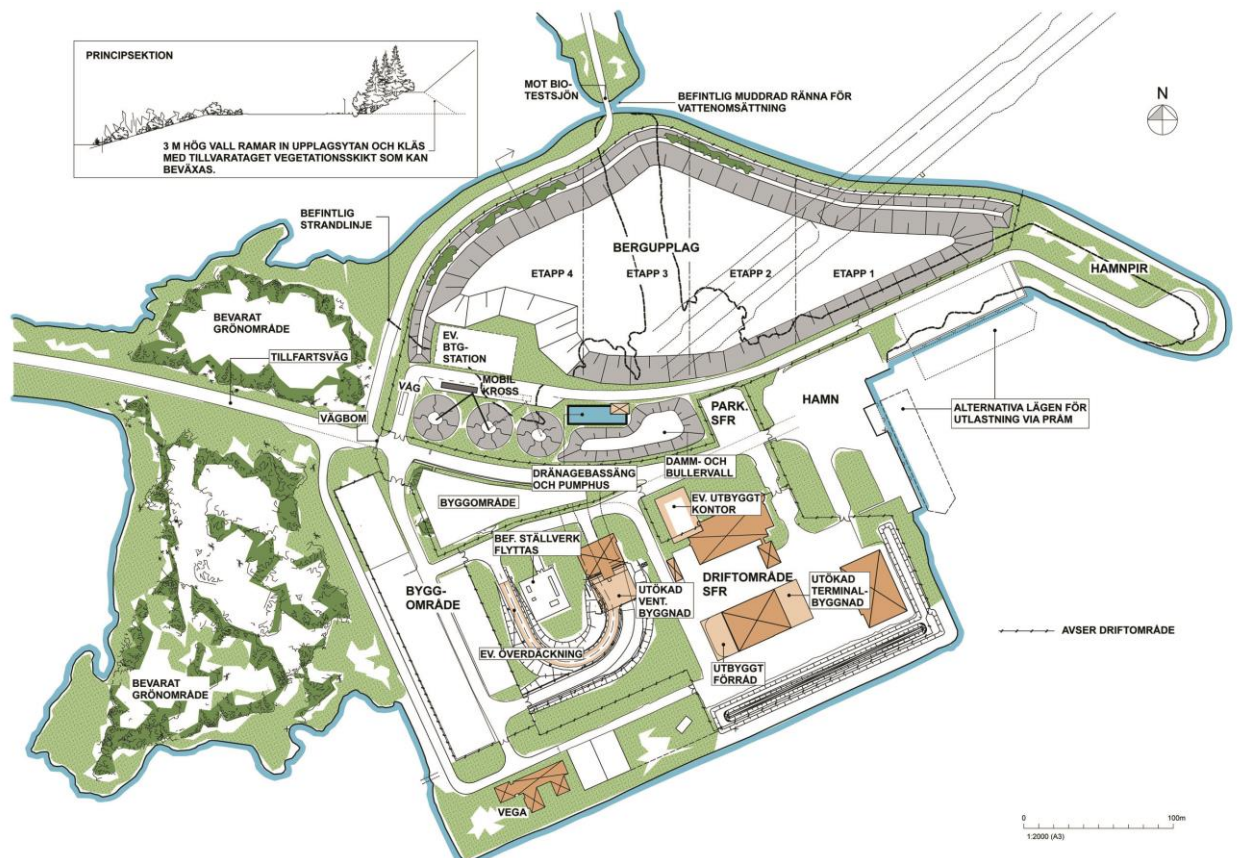 PRINCIPSEKTION
3 M HÖG VALL RAMAR IN UPPLAGSYTAN OCH KLÄS
MED TILLVARATAGET VEGETATIONSSKIKT SOM KAN
BEVÄXAS.
MOT BIO-
TESTSJÖN
BEFINTLIG MUDDRAD RÄNNA FÖR
VATTENOMSÄTTNING
N
BEFINTLIG
STRANDLINJE
BERGUPPLAG
ETAPP 4
ETAPP 3
ETAPP 2
ETAPP 1
HAMNPIR
BEVARAT
GRÖNOMRÅDE
TILLFARTSVÄG
EV.
BTG-
STATION
VÄG
MOBIL
KROSS
VÄGBOM
PARK.
SFR
HAMN
ALTERNATIVA LÄGEN FÖR
UTLASTNING VIA PRÅM
DRÄNAGEBASSÄNG
OCH PUMPHUS
DAMM- OCH
BULLERVALL
BYGGOMRÅDE
EV. UTBYGGT
KONTOR
BEF. STÄLLVERK
FLYTTAS
BYGG-
OMRÅDE
UTÖKAD
VENT.
BYGGNAD
DRIFTOMRÅDE
SFR
UTÖKAD
TERMINAL-
BYGGNAD
AVSER DRIFTOMRÅDE
EV. ÖVERDÄCKNING
UTBYGGT
FÖRRÅD
BEVARAT
GRÖNOMRÅDE
VEGA
0 100m
1:2000 (A3)